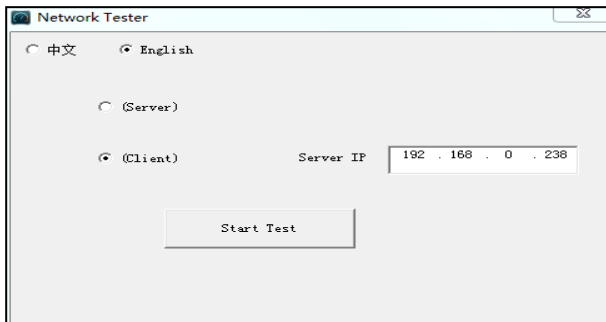 Network Tester
中文 English
(Server)
(Client) Server IP 192 . 168 . 0 . 238
Start Test